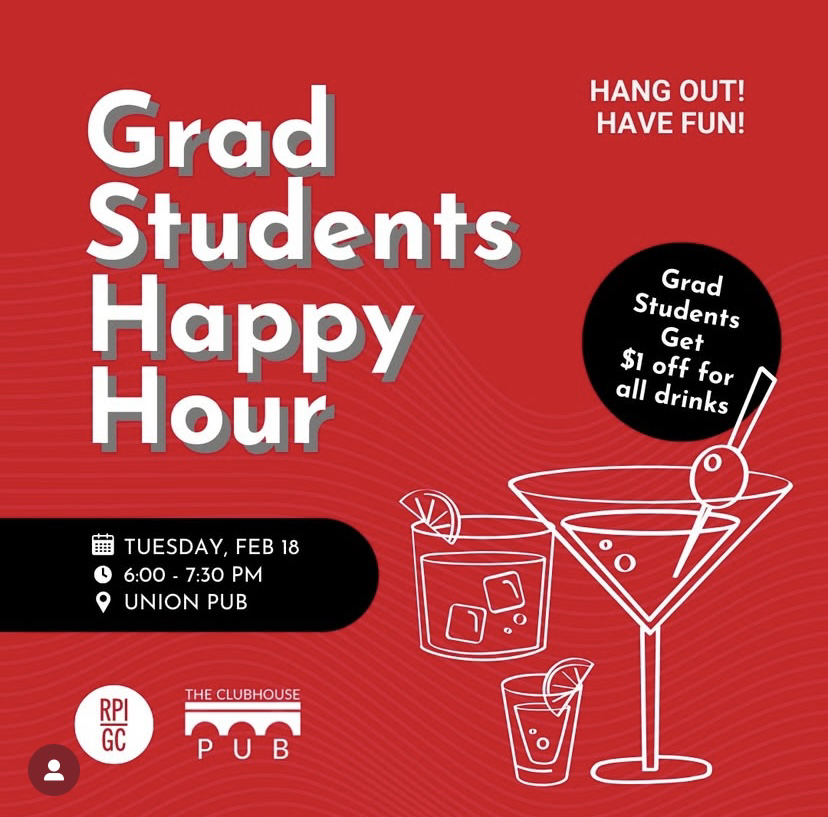 Grad
Students
Happy
Hour
HANG OUT!
HAVE FUN!
Grad
Students
Get
$1 off for
all drinks
TUESDAY, FEB 18
6:00 - 7:30 PM
UNION PUB
RPI
GC
THE CLUBHOUSE
PUB